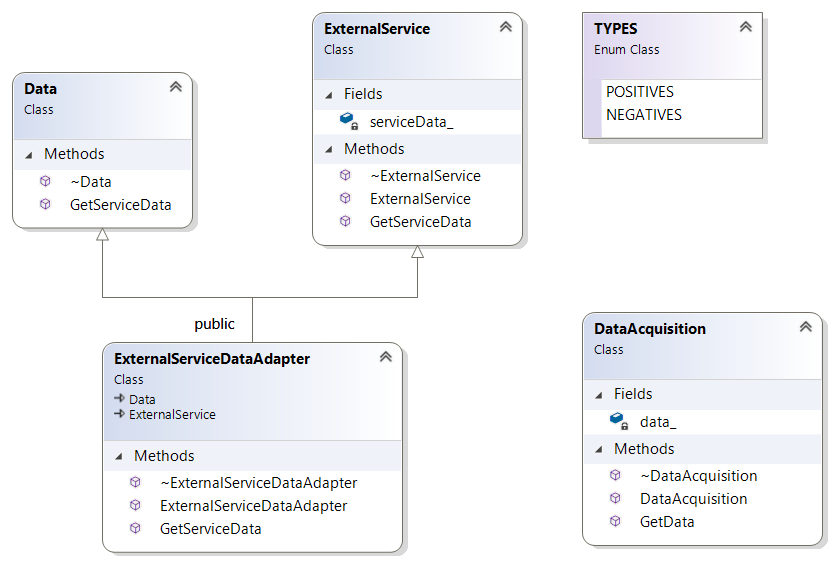 Data
Class
Methods
~Data
GetServiceData
ExternalService
Class
Fields
serviceData_
Methods
~ExternalService
ExternalService
GetServiceData
TYPES
Enum Class
POSITIVES
NEGATIVES
public
ExternalServiceDataAdapter
Class
Data
ExternalService
Methods
~ExternalServiceDataAdapter
ExternalServiceDataAdapter
GetServiceData
DataAcquisition
Class
Fields
data_
Methods
~DataAcquisition
DataAcquisition
GetData